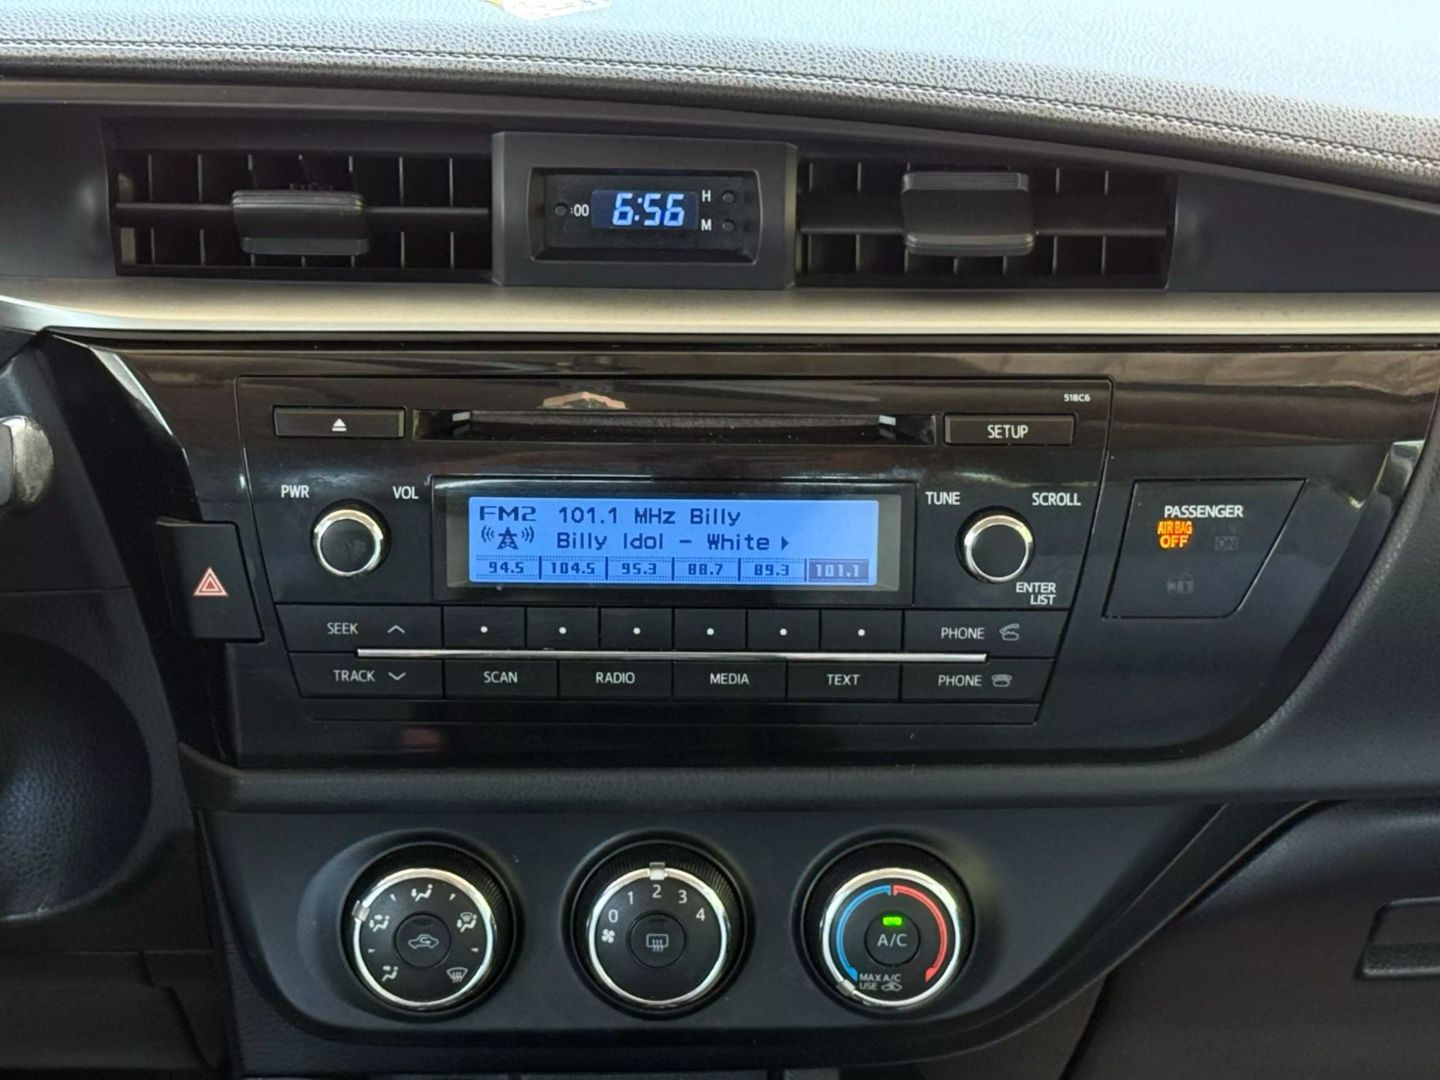 :00 6:56 H
M
518C6
SETUP
PWR VOL
TUNE SCROLL
FM2 101.1 MHz Billy
Billy Idol - White
94.5 104.5 95.3 88.7 89.3 101.1
ENTER
LIST
PASSENGER
AIR BAG
OFF ON
SEEK
PHONE
TRACK SCAN RADIO MEDIA TEXT PHONE
0 1 2 3 4
A/C
MAX A/C
USE